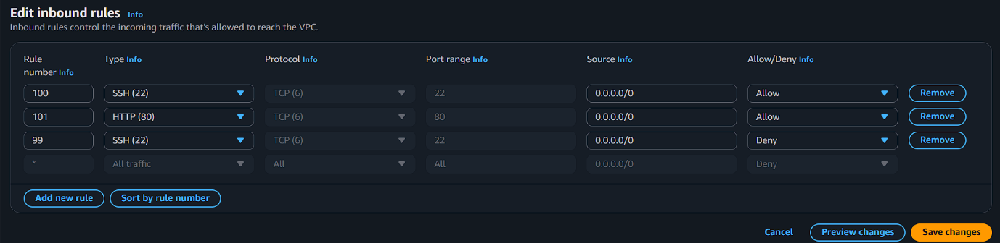 Edit inbound rules Info
Inbound rules control the incoming traffic that's allowed to reach the VPC.
Rule number Info Type Info Protocol Info Port range Info Source Info Allow/Deny Info
100 SSH (22) TCP (6) 22 0.0.0.0/0 Allow Remove
101 HTTP (80) TCP (6) 80 0.0.0.0/0 Allow Remove
99 SSH (22) TCP (6) 22 0.0.0.0/0 Deny Remove
* All traffic All All 0.0.0.0/0 Deny
Add new rule Sort by rule number
Cancel Preview changes Save changes